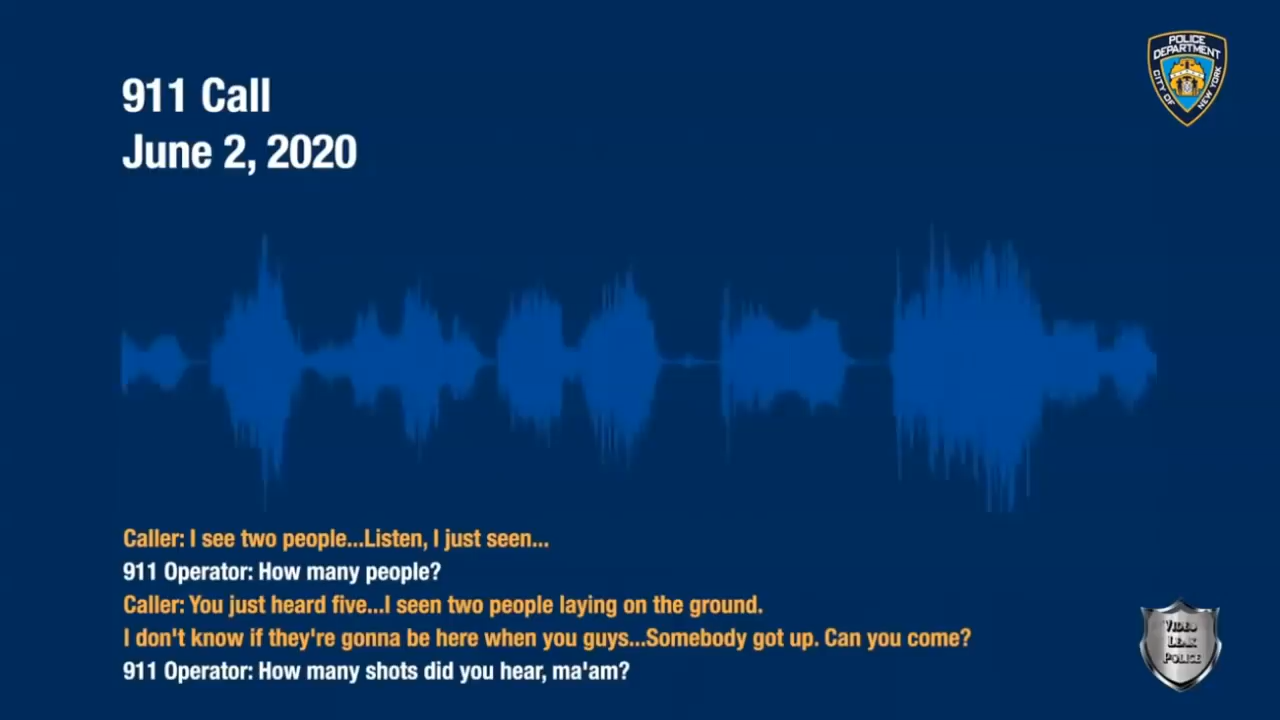 POLICE
DEPARTMENT
CITY OF NEW YORK
911 Call
June 2, 2020
Caller: I see two people...Listen, I just seen...
911 Operator: How many people?
Caller: You just heard five...I seen two people laying on the ground.
I don't know if they're gonna be here when you guys...Somebody got up. Can you come?
911 Operator: How many shots did you hear, ma'am?
VIDEO
LEAK
POLICE